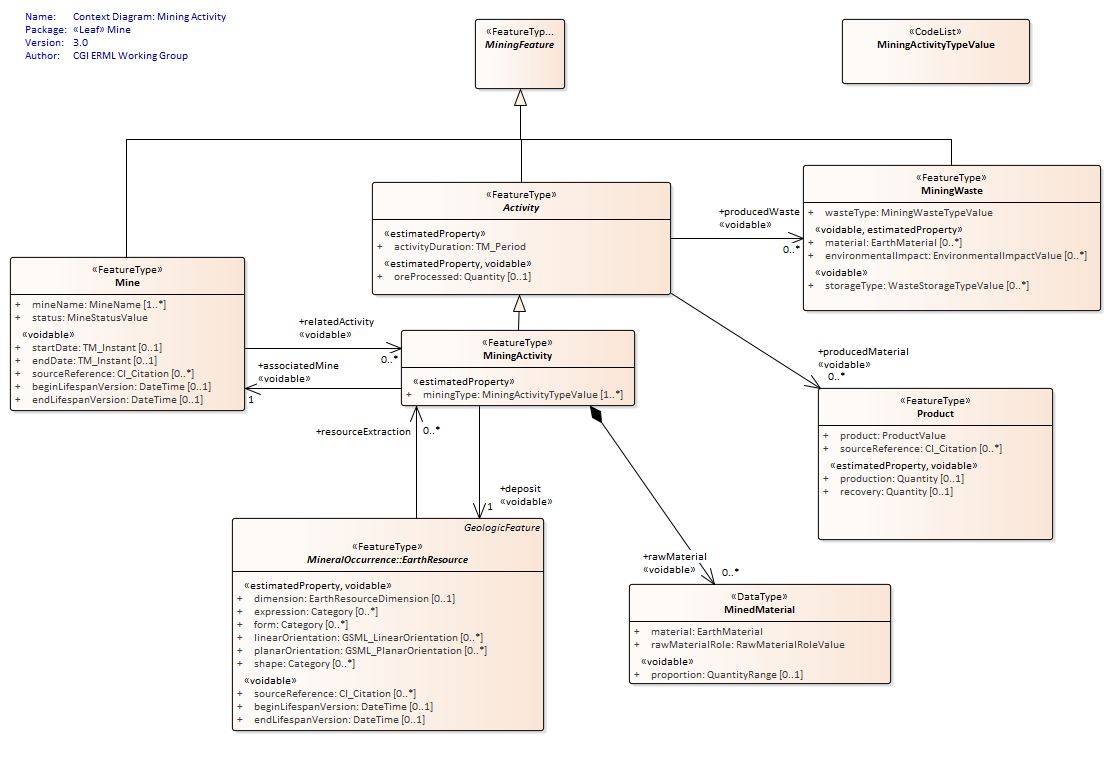 Name: Context Diagram: Mining Activity
Package: «Leaf» Mine
Version: 3.0
Author: CGI ERML Working Group
«FeatureTyp...
MiningFeature
«CodeList»
MiningActivityTypeValue
«FeatureType»
Activity
«estimatedProperty»
+ activityDuration: TM_Period
«estimatedProperty, voidable»
+ oreProcessed: Quantity [0..1]
+producedWaste
«voidable»
0..*
«FeatureType»
MiningWaste
+ wasteType: MiningWasteTypeValue
«voidable, estimatedProperty»
+ material: EarthMaterial [0..*]
+ environmentalImpact: EnvironmentalImpactValue [0..*]
«voidable»
+ storageType: WasteStorageTypeValue [0..*]
«FeatureType»
Mine
+ mineName: MineName [1..*]
+ status: MineStatusValue
«voidable»
+ startDate: TM_Instant [0..1]
+ endDate: TM_Instant [0..1]
+ sourceReference: CI_Citation [0..*]
+ beginLifespanVersion: DateTime [0..1]
+ endLifespanVersion: DateTime [0..1]
+relatedActivity
«voidable»
0..*
+associatedMine
«voidable»
1
«FeatureType»
MiningActivity
«estimatedProperty»
+ miningType: MiningActivityTypeValue [1..*]
+producedMaterial
«voidable»
0..*
«FeatureType»
Product
+ product: ProductValue
+ sourceReference: CI_Citation [0..*]
«estimatedProperty, voidable»
+ production: Quantity [0..1]
+ recovery: Quantity [0..1]
+resourceExtraction
0..*
+deposit
«voidable»
1
GeologicFeature
«FeatureType»
MineralOccurrence::EarthResource
«estimatedProperty, voidable»
+ dimension: EarthResourceDimension [0..1]
+ expression: Category [0..*]
+ form: Category [0..*]
+ linearOrientation: GSML_LinearOrientation [0..*]
+ planarOrientation: GSML_PlanarOrientation [0..*]
+ shape: Category [0..*]
«voidable»
+ sourceReference: CI_Citation [0..*]
+ beginLifespanVersion: DateTime [0..1]
+ endLifespanVersion: DateTime [0..1]
+rawMaterial
«voidable»
0..*
«DataType»
MinedMaterial
+ material: EarthMaterial
+ rawMaterialRole: RawMaterialRoleValue
«voidable»
+ proportion: QuantityRange [0..1]